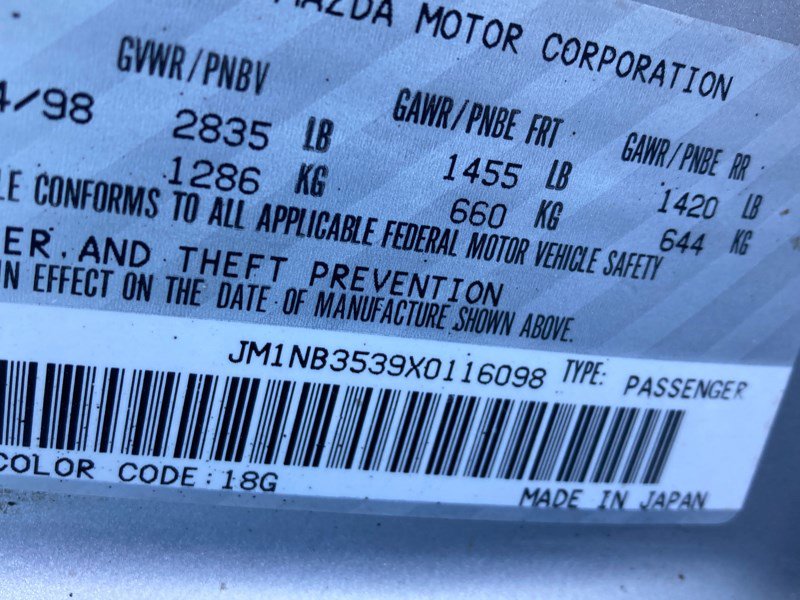 MAZDA MOTOR CORPORATION
GVWR/PNBV GAWR/PNBE FRT GAWR/PNBE RR
4/98 2835 LB 1455 LB 1420 LB
1286 KG 660 KG 644 KG
LE CONFORMS TO ALL APPLICABLE FEDERAL MOTOR VEHICLE SAFETY
ER, AND THEFT PREVENTION
IN EFFECT ON THE DATE OF MANUFACTURE SHOWN ABOVE.
JM1NB3539X0116098 TYPE: PASSENGER
COLOR CODE:18G MADE IN JAPAN